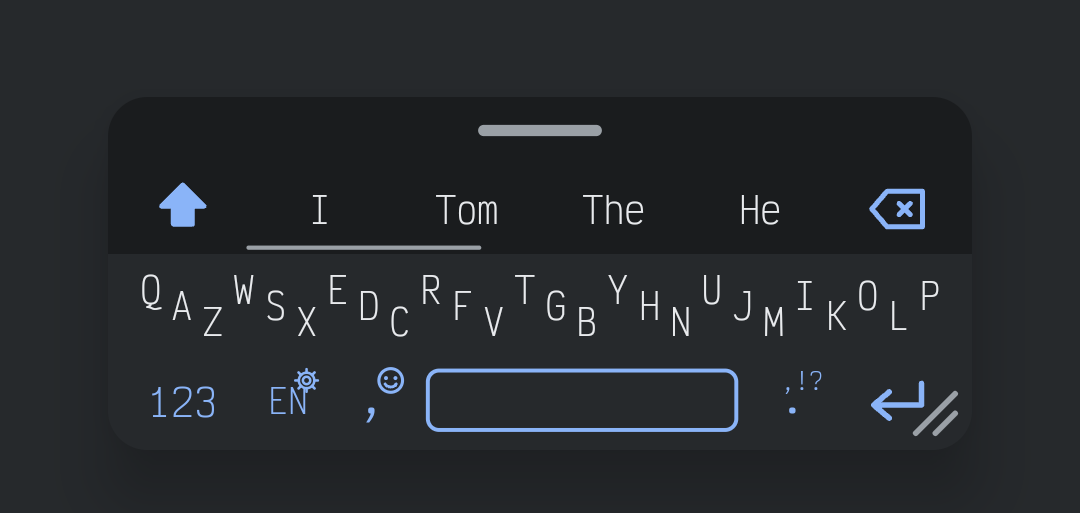 I Tom The He
Q A Z W S X E D C R F V T G B Y H N U J M I K O L P
123 EN , ,!? .